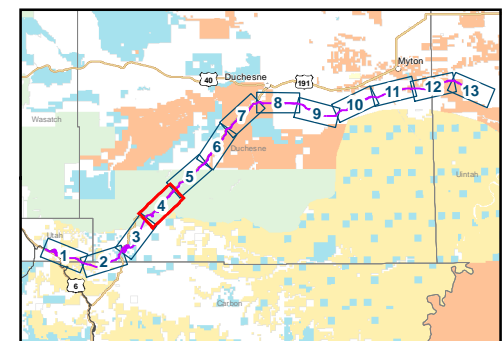 40
Duchesne
191
Myton
Wasatch
13
12
11
10
9
8
7
6
Duchesne
Uintah
5
4
3
Utah
1
2
6
Carbon